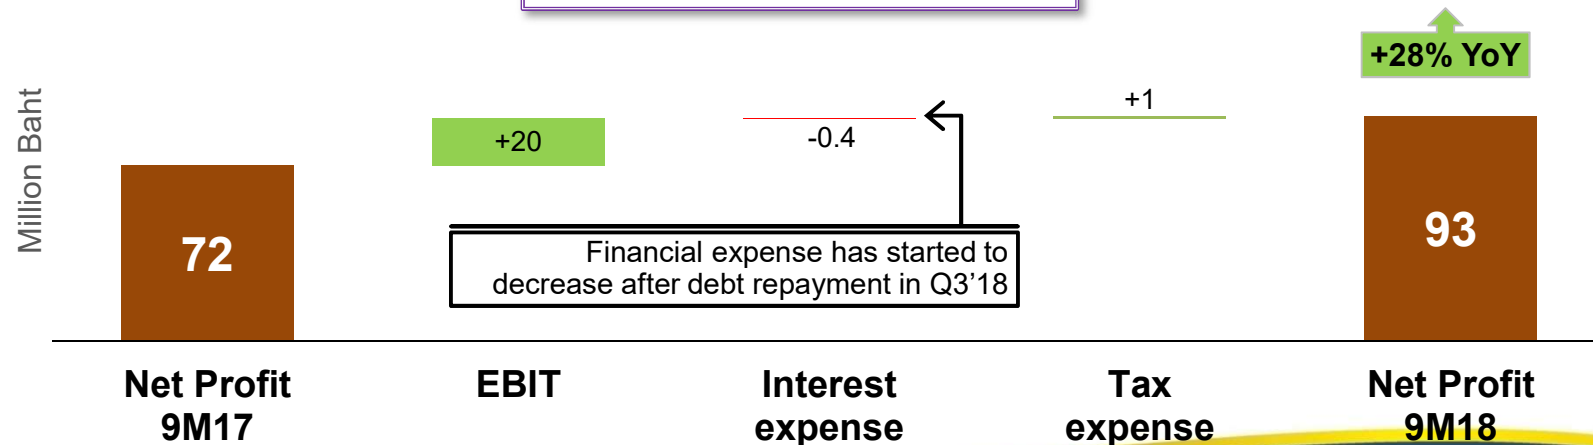 +28% YoY
Million Baht
+1
+20
-0.4
72
93
Financial expense has started to
decrease after debt repayment in Q3’18
Net Profit
9M17
EBIT
Interest
expense
Tax
expense
Net Profit
9M18